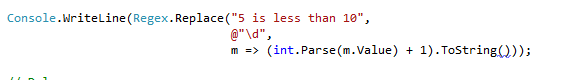 Console.WriteLine(Regex.Replace("5 is less than 10",
@"\d",
m => (int.Parse(m.Value) + 1).ToString()));